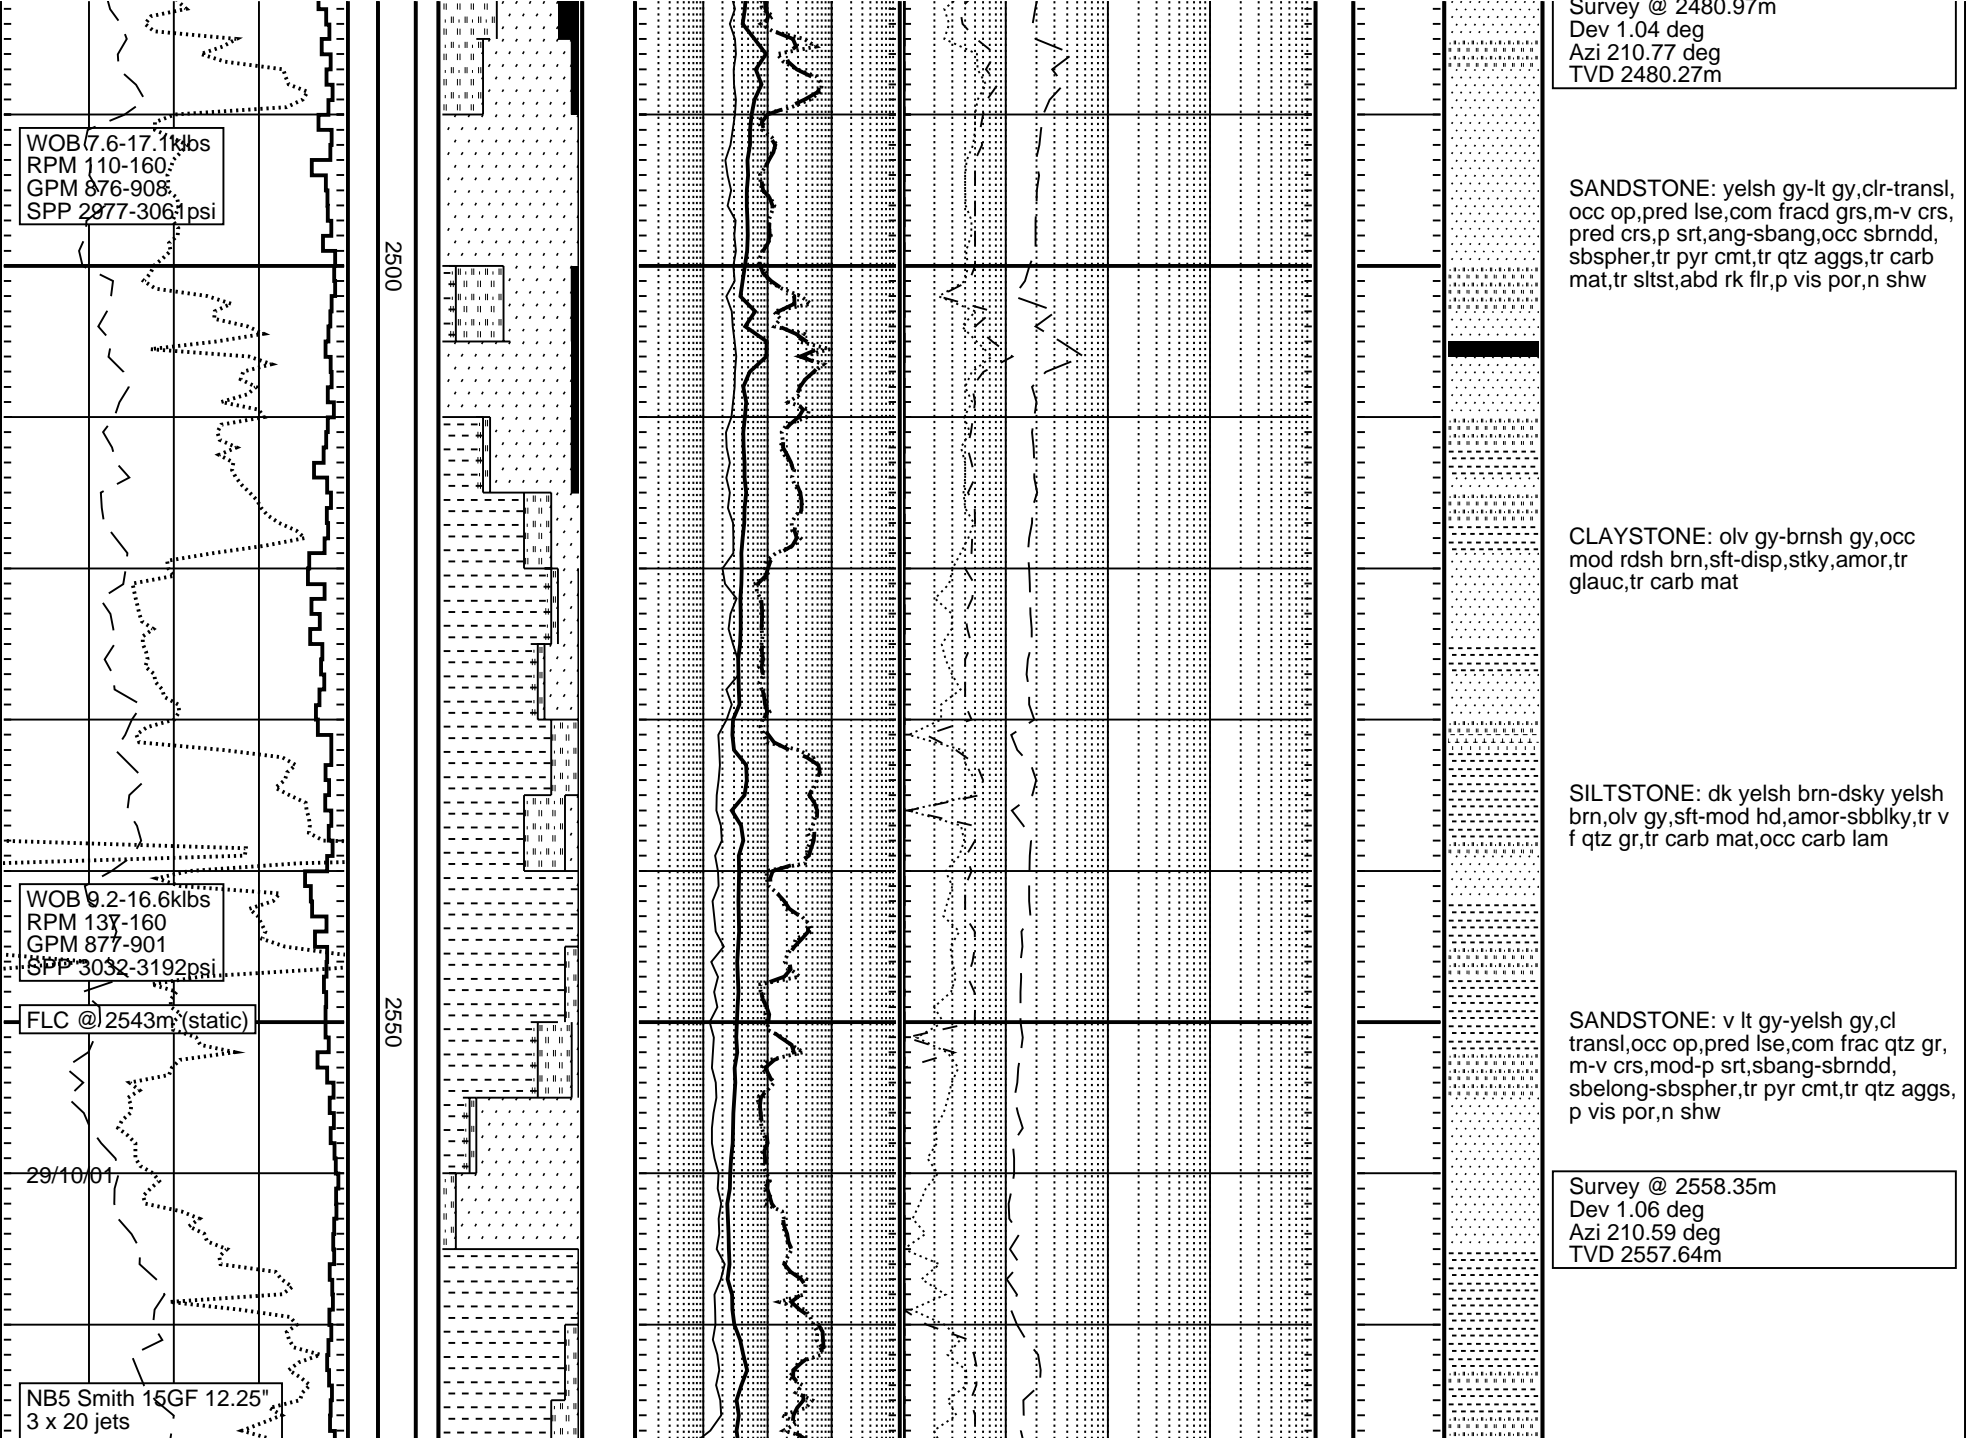 Survey @ 2480.97m
Dev 1.04 deg
Azi 210.77 deg
TVD 2480.27m
WOB 7.6-17.1klbs
RPM 110-160
GPM 876-908
SPP 2977-3061psi
SANDSTONE: yelsh gy-lt gy,clr-transl,
occ op,pred lse,com fracd grs,m-v crs,
pred crs,p srt,ang-sbang,occ sbrndd,
sbspher,tr pyr cmt,tr qtz aggs,tr carb
mat,tr sltst,abd rk flr,p vis por,n shw
2500
CLAYSTONE: olv gy-brnsh gy,occ
mod rdsh brn,sft-disp,stky,amor,tr
glauc,tr carb mat
SILTSTONE: dk yelsh brn-dsky yelsh
brn,olv gy,sft-mod hd,amor-sbblky,tr v
f qtz gr,tr carb mat,occ carb lam
WOB 9.2-16.6klbs
RPM 137-160
GPM 877-901
SPP 3032-3192psi
FLC @ 2543m (static)
2550
SANDSTONE: v lt gy-yelsh gy,cl
transl,occ op,pred lse,com frac qtz gr,
m-v crs,mod-p srt,sbang-sbrndd,
sbelong-sbspher,tr pyr cmt,tr qtz aggs,
p vis por,n shw
29/10/01
Survey @ 2558.35m
Dev 1.06 deg
Azi 210.59 deg
TVD 2557.64m
NB5 Smith 15GF 12.25"
3 x 20 jets